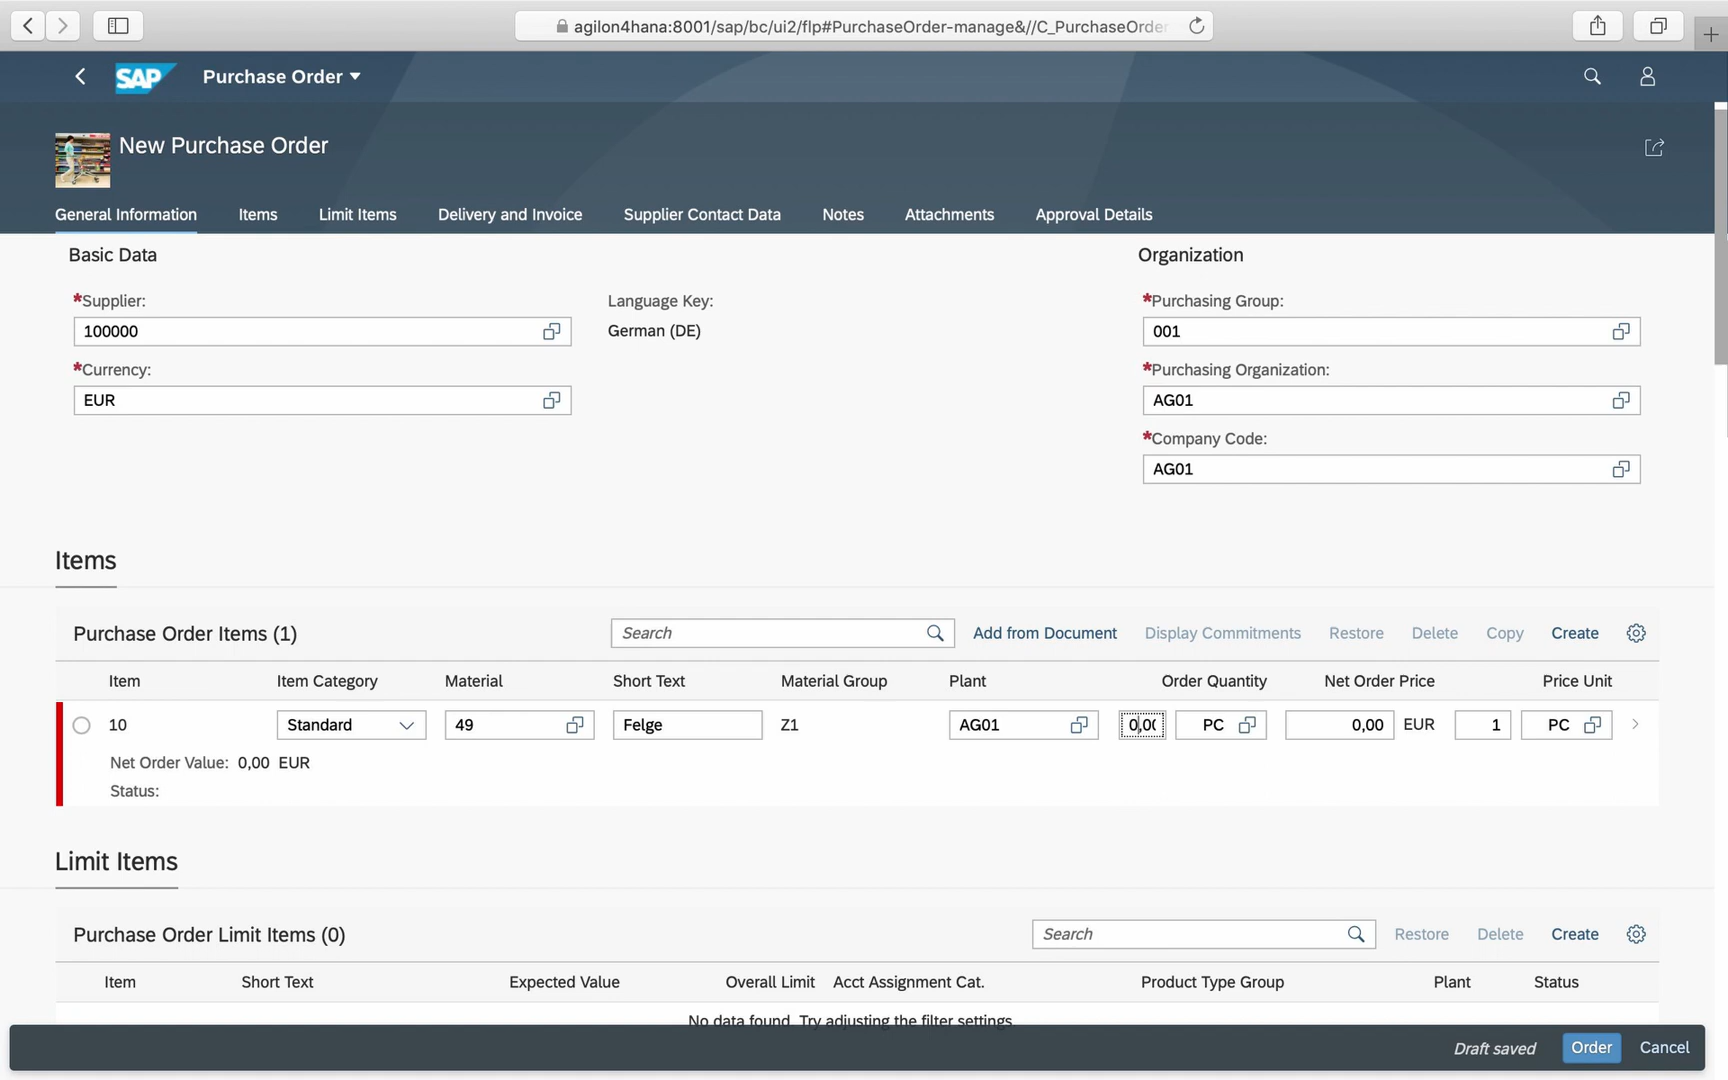 agilon4hana:8001/sap/bc/ui2/flp#PurchaseOrder-manage&//C_PurchaseOrder
SAP Purchase Order
New Purchase Order
General Information Items Limit Items Delivery and Invoice Supplier Contact Data Notes Attachments Approval Details
Basic Data Organization
*Supplier: Language Key: *Purchasing Group:
100000 German (DE) 001
*Currency: *Purchasing Organization:
EUR AG01
*Company Code:
AG01
Items
Purchase Order Items (1) Search Add from Document Display Commitments Restore Delete Copy Create
Item Item Category Material Short Text Material Group Plant Order Quantity Net Order Price Price Unit
10 Standard 49 Felge Z1 AG01 0,00 PC 0,00 EUR 1 PC
Net Order Value: 0,00 EUR
Status:
Limit Items
Purchase Order Limit Items (0) Search Restore Delete Create
Item Short Text Expected Value Overall Limit Acct Assignment Cat. Product Type Group Plant Status
No data found. Try adjusting the filter settings.
Draft saved Order Cancel